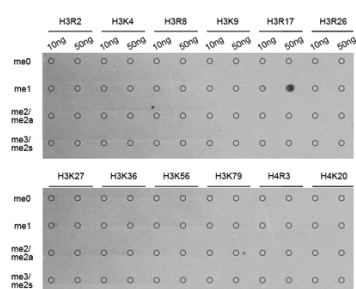 H3R2 H3K4 H3R8 H3K9 H3R17 H3R26
10ng 50ng 10ng 50ng 10ng 50ng 10ng 50ng 10ng 50ng 10ng 50ng
me0
me1
me2/
me2a
me3/
me2s
H3K27 H3K36 H3K56 H3K79 H4R3 H4K20
me0
me1
me2/
me2a
me3/
me2s